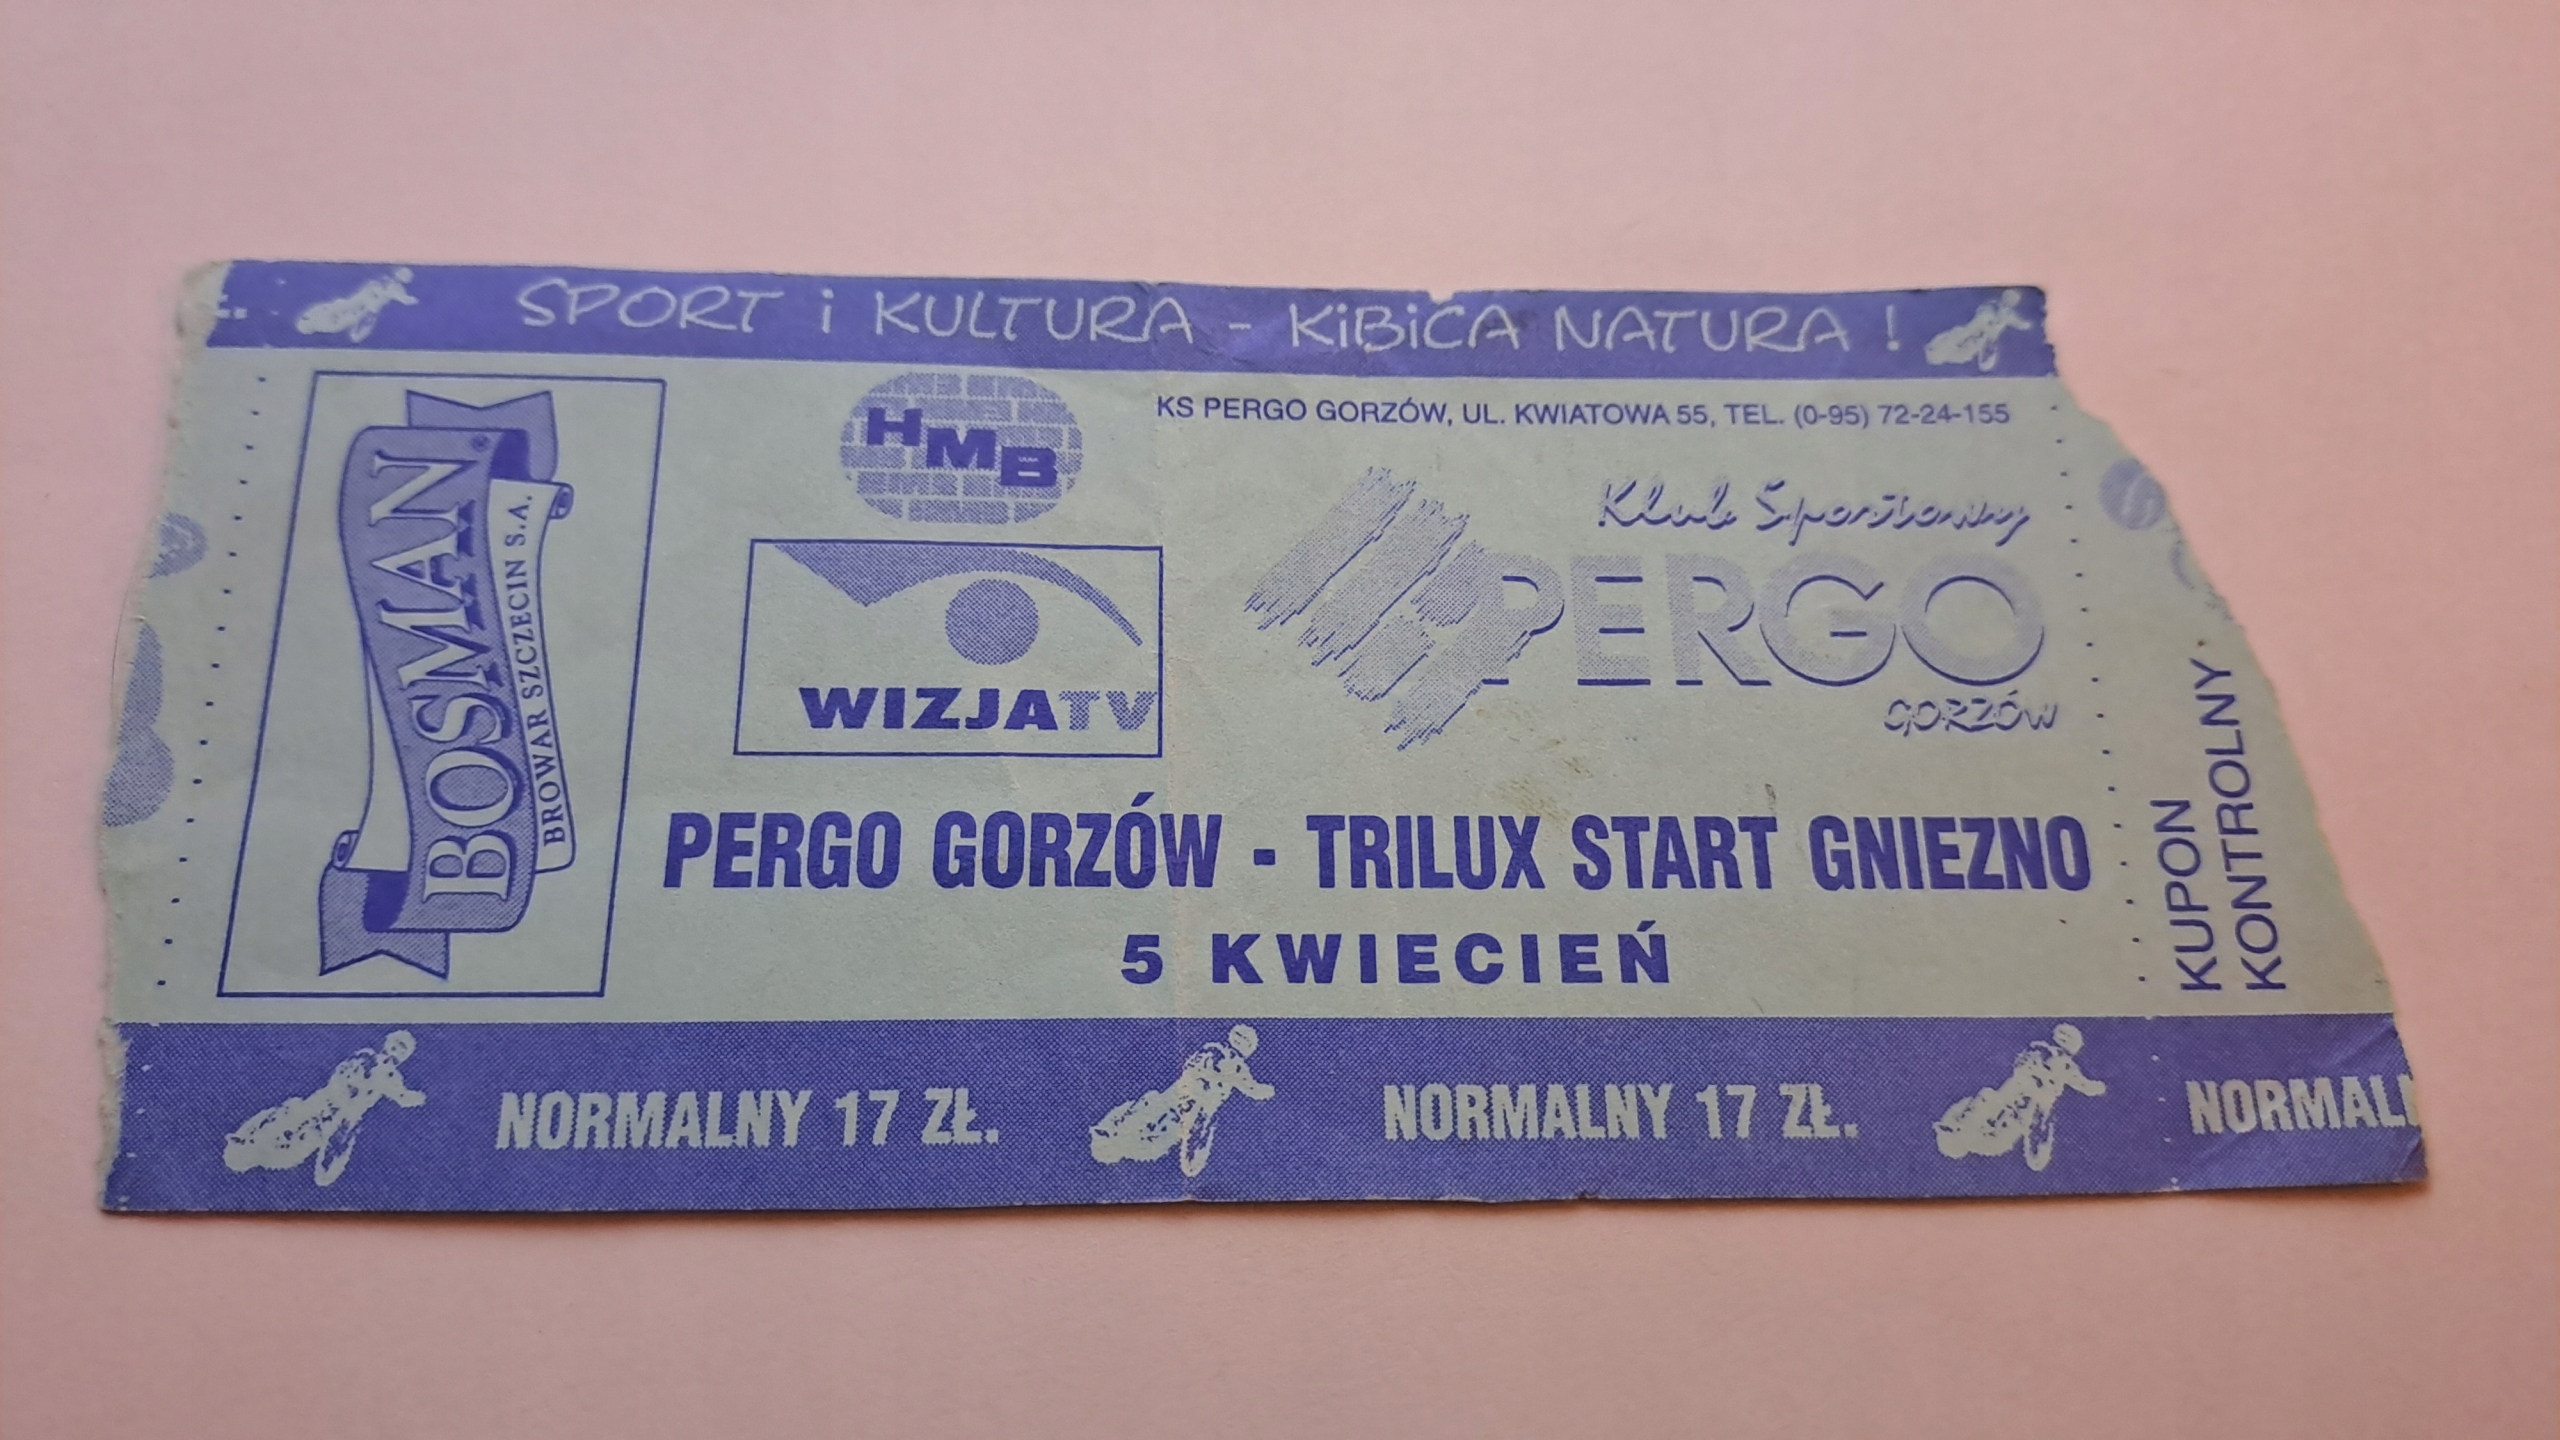 SPORT i KULTURA - KiBiCA NATURA !
BOSMAN
BROWAR SZCZECIN S.A.
HMB
WIZJATV
KS PERGO GORZÓW, UL. KWIATOWA 55, TEL. (0-95) 72-24-155
Klub Sportowy
PERGO
GORZÓW
PERGO GORZÓW - TRILUX START GNIEZNO
5 KWIECIEŃ
KUPON
KONTROLNY
NORMALNY 17 ZŁ. NORMALNY 17 ZŁ. NORMAL